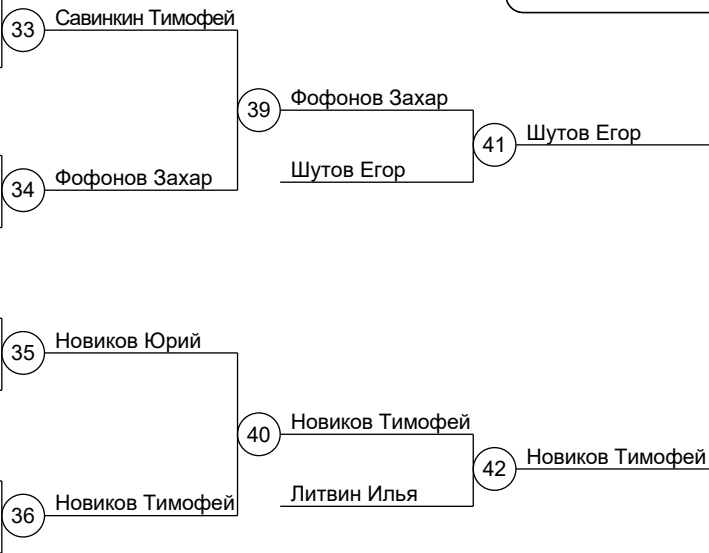 33 Савинкин Тимофей
39 Фофонов Захар
41 Шутов Егор
Шутов Егор
34 Фофонов Захар
35 Новиков Юрий
40 Новиков Тимофей
42 Новиков Тимофей
Литвин Илья
36 Новиков Тимофей